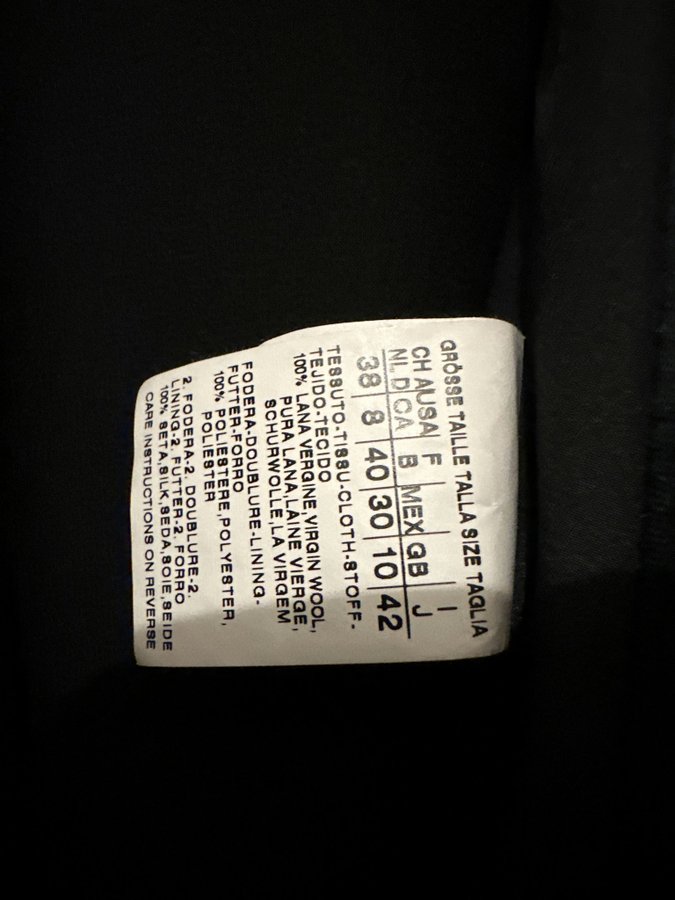 GRÖSSE TAILLE TALLA SIZE TAGLIA
CH A USA F I
NL D CA B MEX GB J
38 8 40 30 10 42
TESSUTO-TISSU-CLOTH-STOFF-
TEJIDO-TECIDO
100% LANA VERGINE,VIRGIN WOOL,
PURA LANA,LAINE VIERGE,
SCHURWOLLE,LA VIRGEM
FODERA-DOUBLURE-LINING-
FUTTER-FORRO
100% POLIESTERE,POLYESTER,
POLIESTER
2. FODERA-2. DOUBLURE-2.
LINING-2. FUTTER-2. FORRO
100% SETA,SILK,SEDA,SOIE,SEIDE
CARE INSTRUCTIONS ON REVERSE